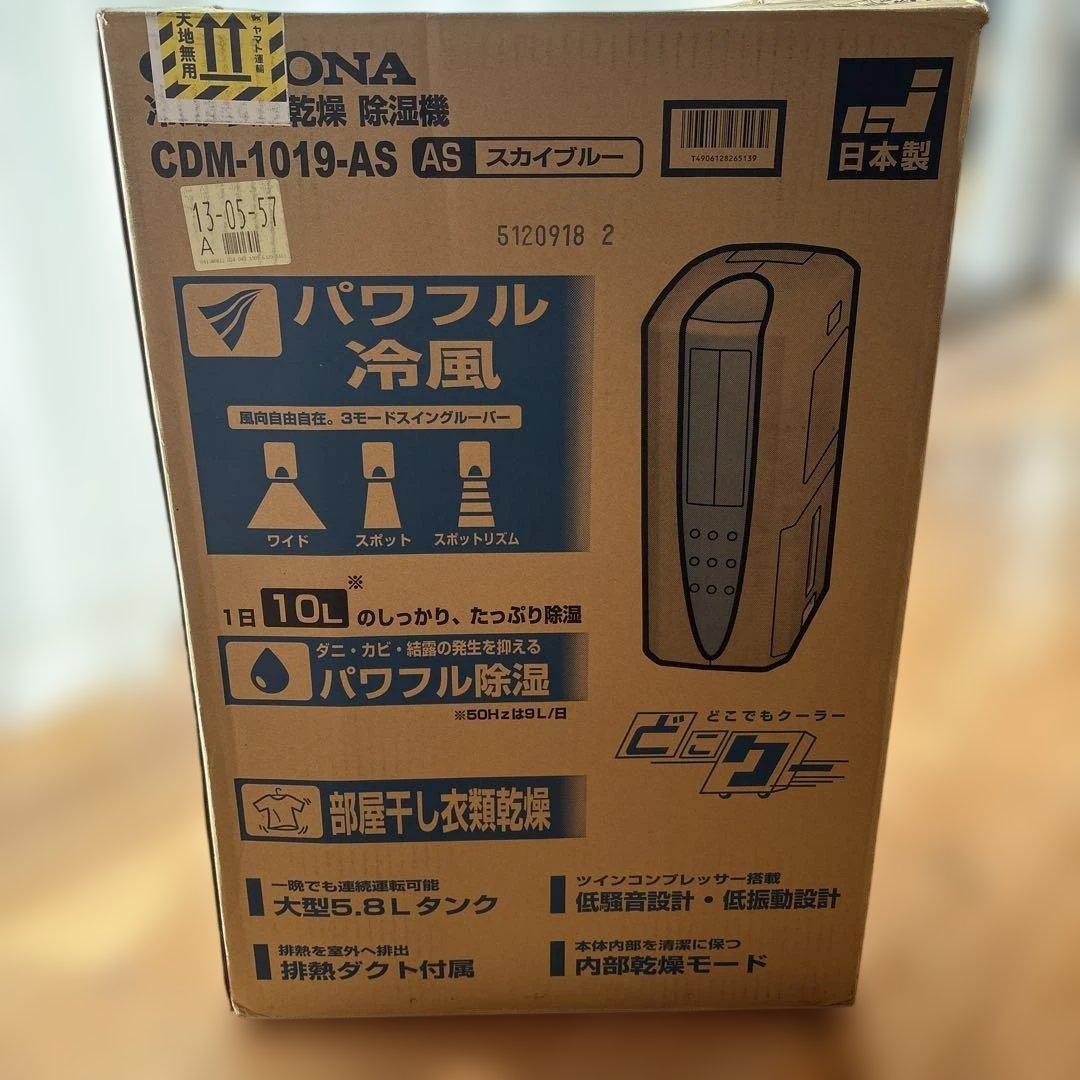 天地無用
ヤマト運輸
ONA
乾燥 除湿機
CDM-1019-AS AS スカイブルー
T4906128265139
日本製
13-05-57
A
5120918 2
パワフル
冷風
風向自由自在。3モードスイングルーバー
ワイド スポット スポットリズム
1日 10L※ のしっかり、たっぷり除湿
ダニ・カビ・結露の発生を抑える
パワフル除湿
※50Hzは9L/日
どこでもクーラー
どこクー
部屋干し衣類乾燥
一晩でも連続運転可能
大型5.8Lタンク
ツインコンプレッサー搭載
低騒音設計・低振動設計
排熱を室外へ排出
排熱ダクト付属
本体内部を清潔に保つ
内部乾燥モード